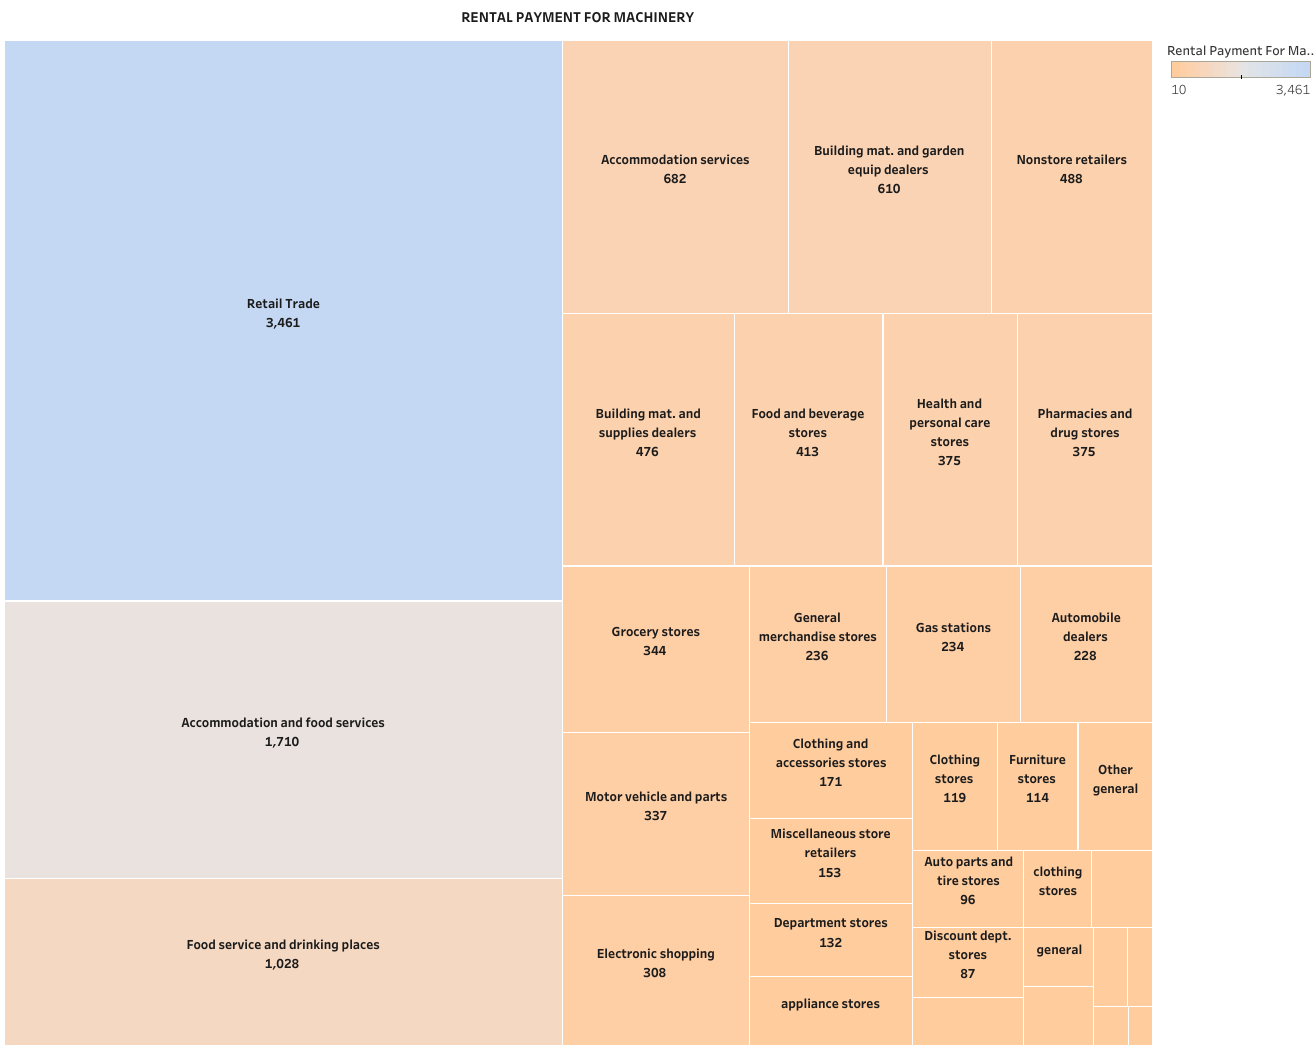 RENTAL PAYMENT FOR MACHINERY
Rental Payment For Ma..
10
3,461
Retail Trade
3,461
Accommodation and food services
1,710
Food service and drinking places
1,028
Accommodation services
682
Building mat. and garden
equip dealers
610
Nonstore retailers
488
Building mat. and
supplies dealers
476
Food and beverage
stores
413
Health and
personal care
stores
375
Pharmacies and
drug stores
375
Grocery stores
344
General
merchandise stores
236
Gas stations
234
Automobile
dealers
228
Motor vehicle and parts
337
Clothing and
accessories stores
171
Clothing
stores
119
Furniture
stores
114
Other
general
Miscellaneous store
retailers
153
Auto parts and
tire stores
96
clothing
stores
Electronic shopping
308
Department stores
132
Discount dept.
stores
87
general
appliance stores